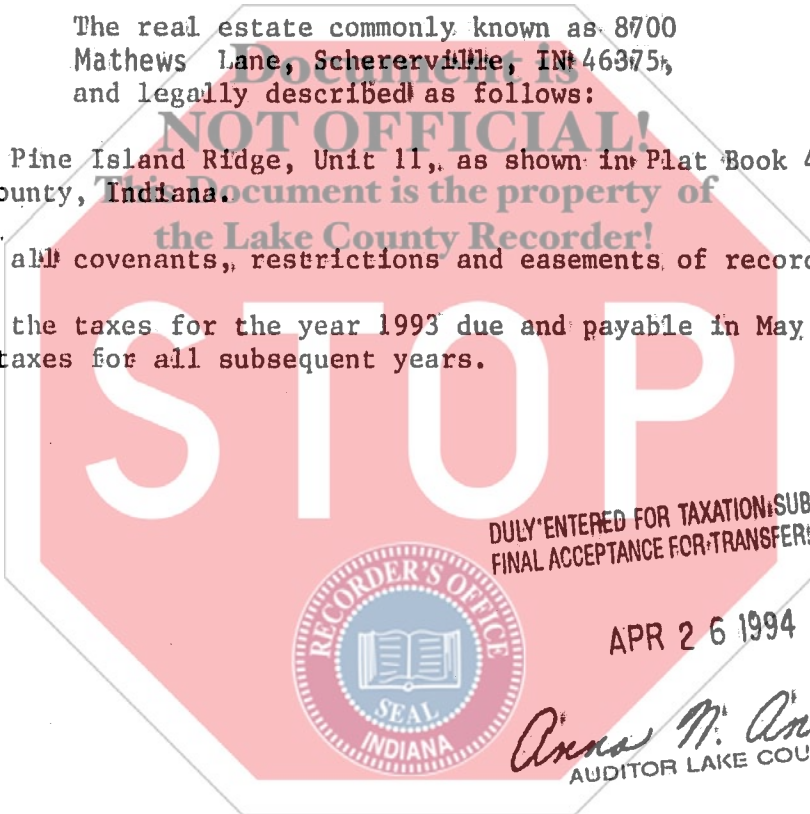 The real estate commonly known as 8700
Mathews Lane, Schererville, IN 46375,
and legally described as follows:
Document is
NOT OFFICIAL!
This Document is the property of
the Lake County Recorder!
Pine Island Ridge, Unit 11, as shown in Plat Book
Indiana.
all covenants, restrictions and easements of
the taxes for the year 1993 due and payable in May
taxes for all subsequent years.
STOP
DULY ENTERED FOR TAXATION
FINAL ACCEPTANCE FOR TRANSFER
APR 26 1994
RECORDER'S OFFICE
SEAL
INDIANA
Anna N.
AUDITOR LAKE